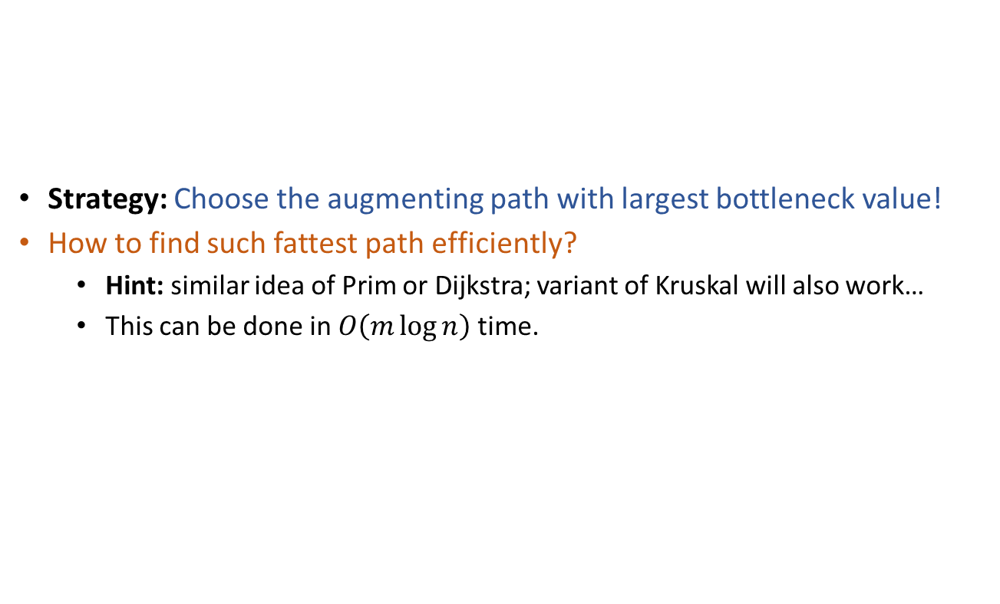 • Strategy: Choose the augmenting path with largest bottleneck value!
• How to find such fattest path efficiently?
• Hint: similar idea of Prim or Dijkstra; variant of Kruskal will also work…
• This can be done in O(m log n) time.